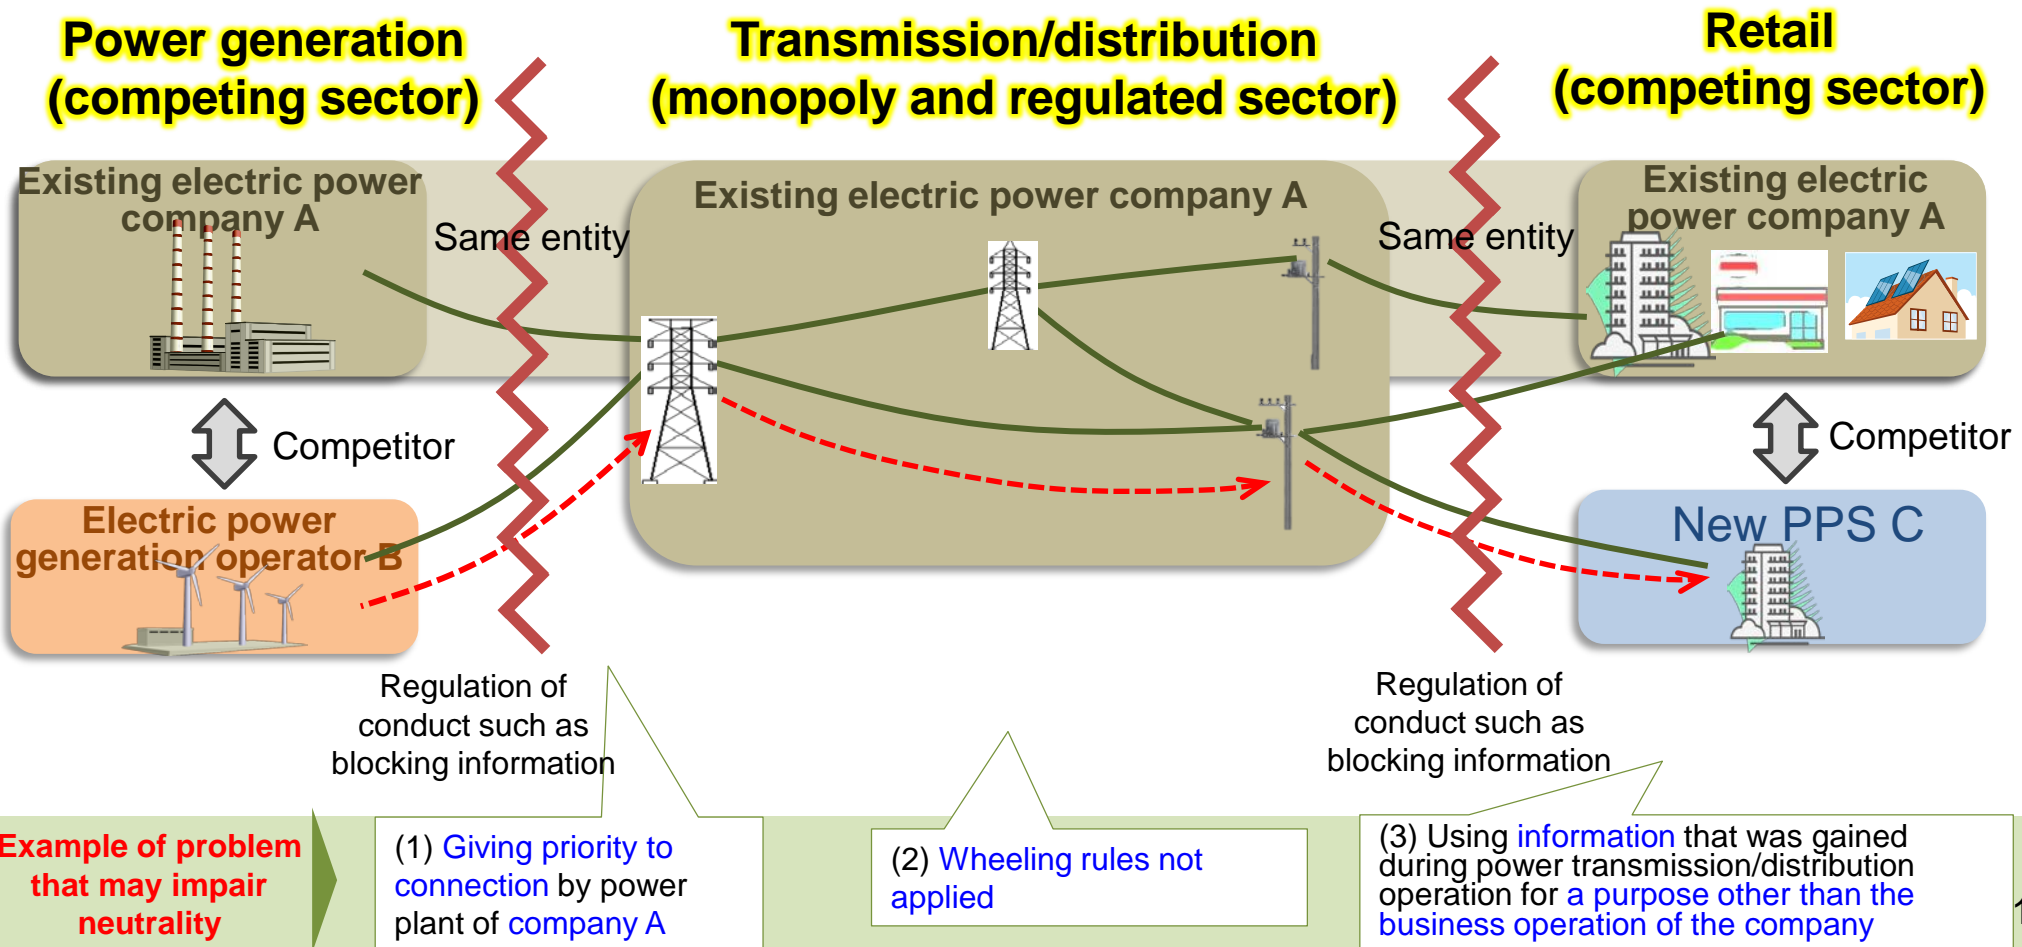 Power generation
(competing sector)
Transmission/distribution
(monopoly and regulated sector)
Retail
(competing sector)
Existing electric power
company A
Same entity
Existing electric power company A
Same entity
Existing electric
power company A
Competitor
Competitor
Electric power
generation operator B
New PPS C
Regulation of
conduct such as
blocking information
Regulation of
conduct such as
blocking information
Example of problem
that may impair
neutrality
(1) Giving priority to
connection by power
plant of company A
(2) Wheeling rules not
applied
(3) Using information that was gained
during power transmission/distribution
operation for a purpose other than the
business operation of the company